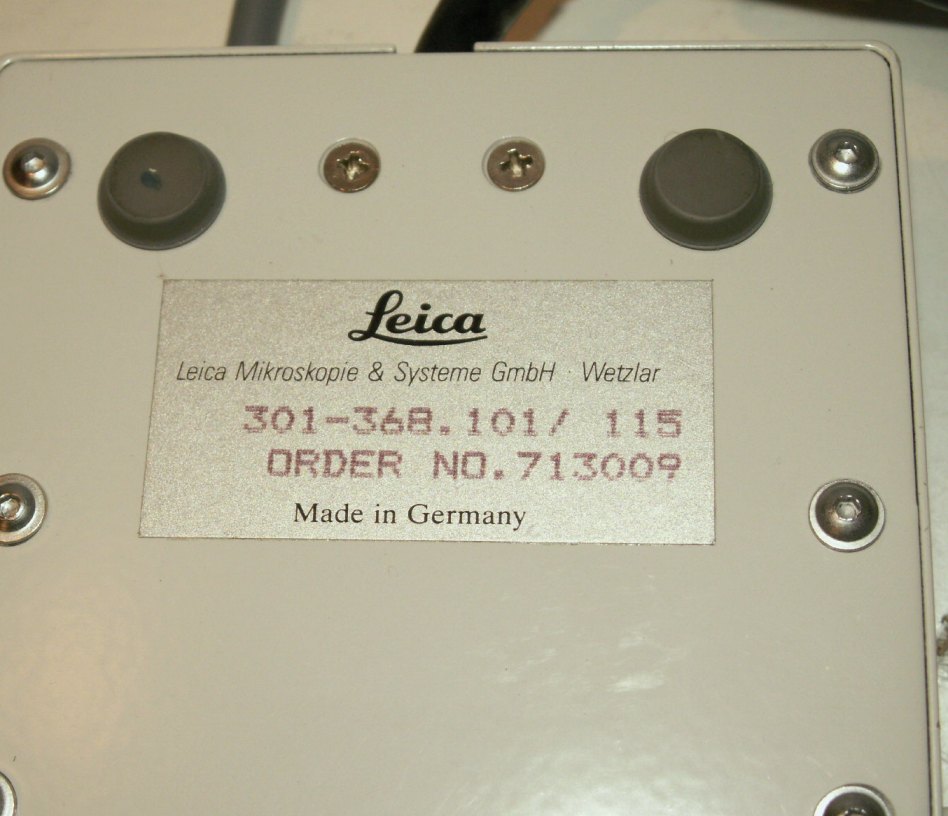 Leica
Leica Mikroskopie & Systeme GmbH · Wetzlar
301-368.101/ 115
ORDER NO.713009
Made in Germany